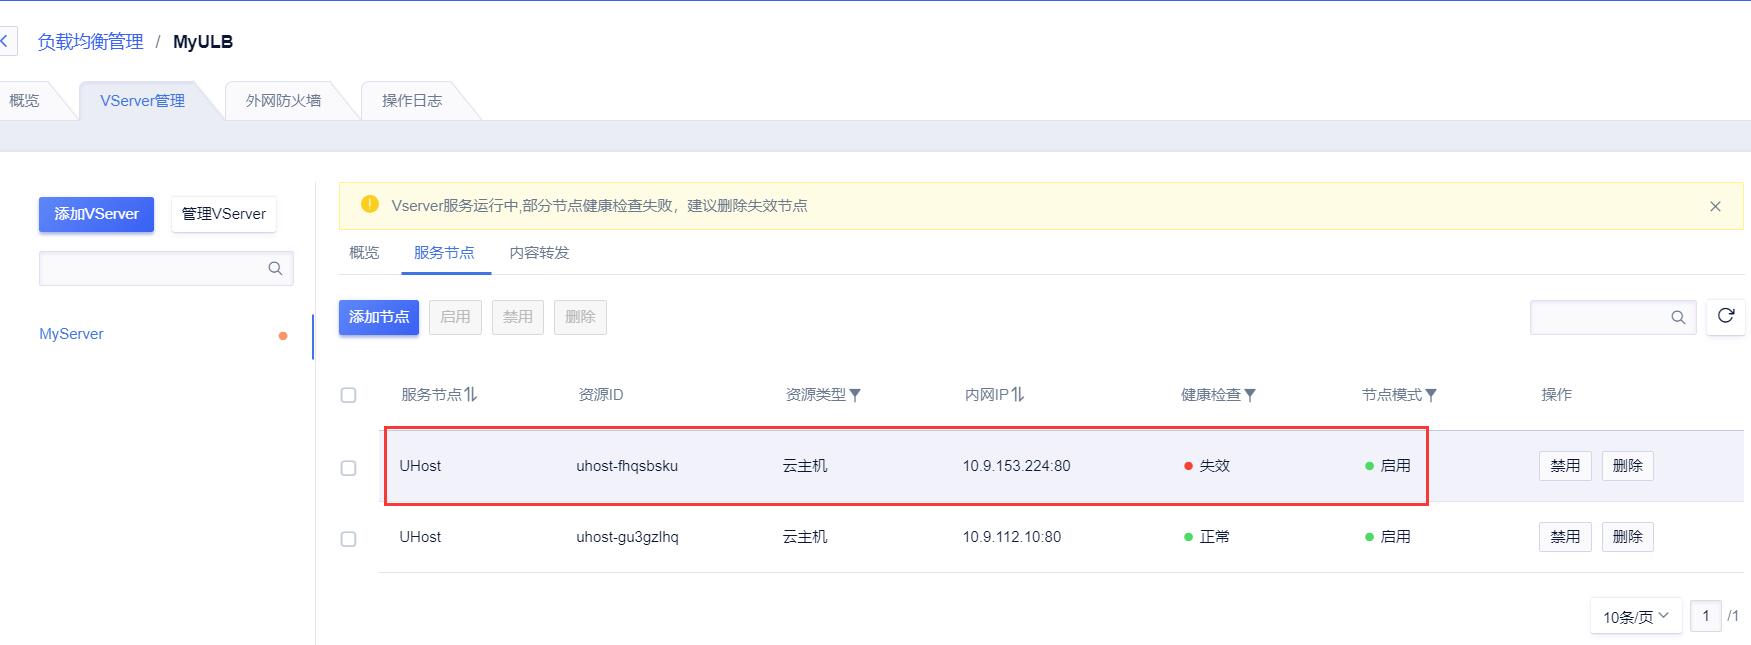 负载均衡管理 / MyULB
概览 VServer管理 外网防火墙 操作日志
添加VServer 管理VServer
MyServer
Vserver服务运行中,部分节点健康检查失败，建议删除失效节点
概览 服务节点 内容转发
添加节点 启用 禁用 删除
服务节点 资源ID 资源类型 内网IP 健康检查 节点模式 操作
UHost uhost-fhqsbsku 云主机 10.9.153.224:80 失效 启用 禁用 删除
UHost uhost-gu3gzlhq 云主机 10.9.112.10:80 正常 启用 禁用 删除
10条/页 1 /1